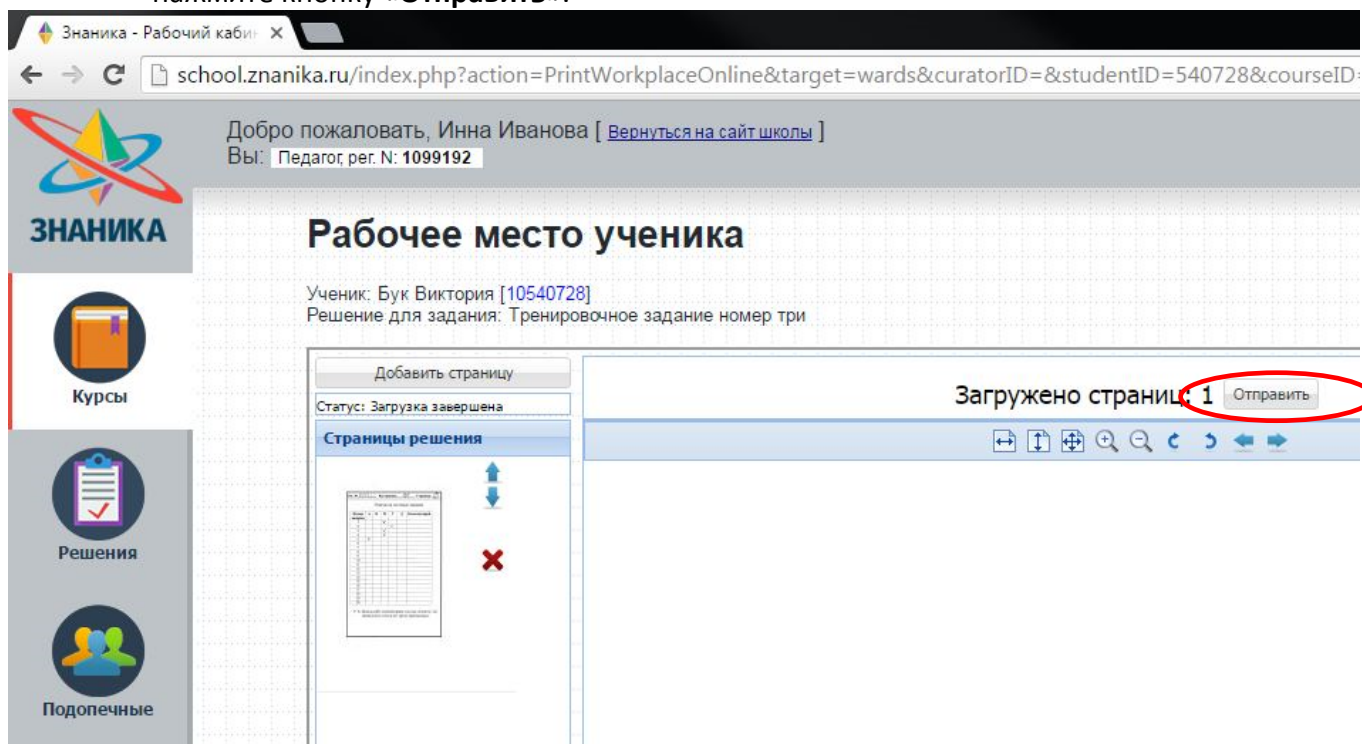 нажмите кнопку «Отправить».
Знаника - Рабочий кабин
school.znanika.ru/index.php?action=PrintWorkplaceOnline&target=wards&curatorID=&studentID=540728&courseID=
Добро пожаловать, Инна Иванова [ Вернуться на сайт школы ]
Вы: Педагог, рег. N: 1099192
ЗНАНИКА
Рабочее место ученика
Ученик: Бук Виктория [10540728]
Решение для задания: Тренировочное задание номер три
Курсы
Решения
Подопечные
Добавить страницу
Статус: Загрузка завершена
Страницы решения
Загружено страниц: 1 Отправить